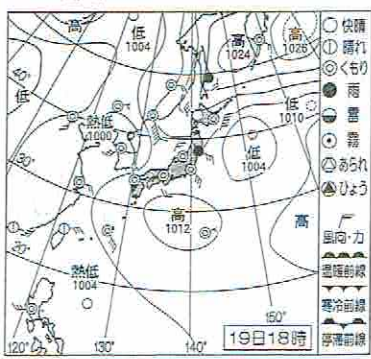 高
低
1004
高
1024
高
1026
低
熱低
1000
低
1010
低
1004
高
1012
高
熱低
1004
40°
30°
20°
120°
130°
140°
150°
19日18時
快晴
晴れ
くもり
雨
雪
霧
あられ
ひょう
風向・力
温暖前線
寒冷前線
停滞前線